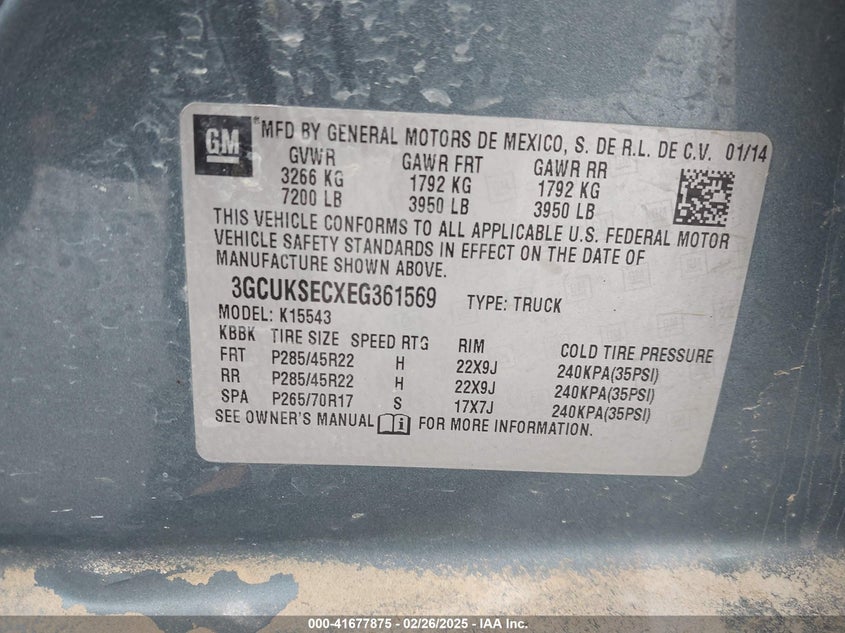 GM
*MFD BY GENERAL MOTORS DE MEXICO, S. DE R.L. DE C.V. 01/14
GVWR GAWR FRT GAWR RR
3266 KG 1792 KG 1792 KG
7200 LB 3950 LB 3950 LB
THIS VEHICLE CONFORMS TO ALL APPLICABLE U.S. FEDERAL MOTOR
VEHICLE SAFETY STANDARDS IN EFFECT ON THE DATE OF
MANUFACTURE SHOWN ABOVE.
3GCUKSECXEG361569 TYPE: TRUCK
MODEL: K15543
KBBK TIRE SIZE SPEED RTG RIM COLD TIRE PRESSURE
FRT P285/45R22 H 22X9J 240KPA(35PSI)
RR P285/45R22 H 22X9J 240KPA(35PSI)
SPA P265/70R17 S 17X7J 240KPA(35PSI)
SEE OWNER'S MANUAL i FOR MORE INFORMATION.
000-41677875 - 02/26/2025 - IAA Inc.